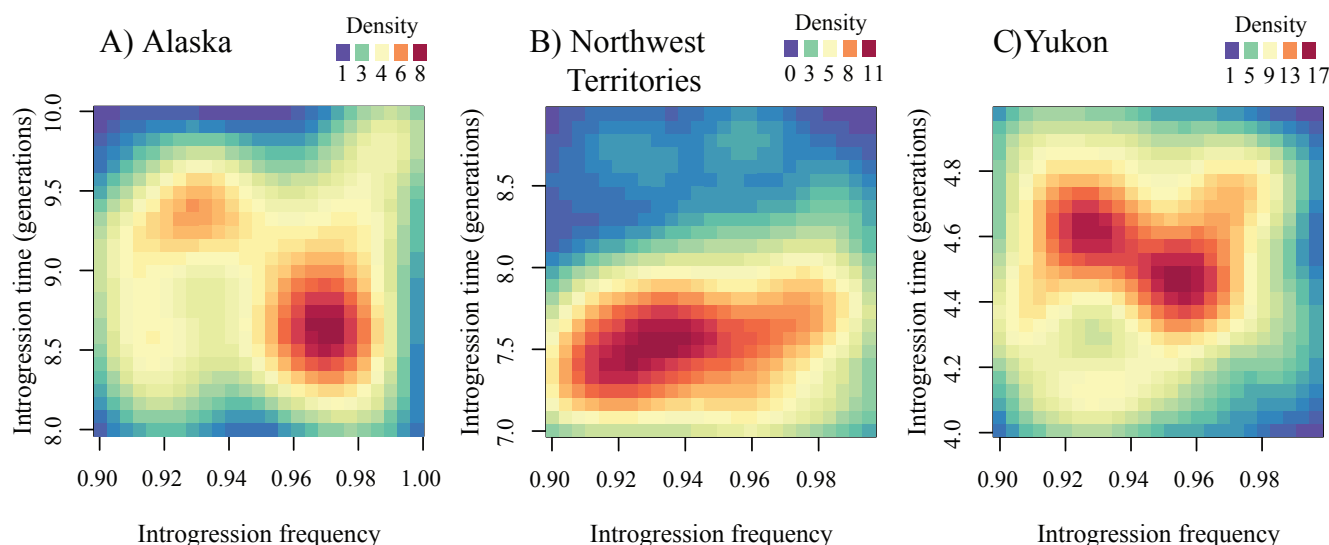 A) Alaska
Density
1 3 4 6 8
Introgression time (generations)
8.0 8.5 9.0 9.5 10.0
0.90 0.92 0.94 0.96 0.98 1.00
Introgression frequency
B) Northwest
Territories
Density
0 3 5 8 11
Introgression time (generations)
7.0 7.5 8.0 8.5
0.90 0.92 0.94 0.96 0.98
Introgression frequency
C)Yukon
Density
1 5 9 13 17
Introgression time (generations)
4.0 4.2 4.4 4.6 4.8
0.90 0.92 0.94 0.96 0.98
Introgression frequency